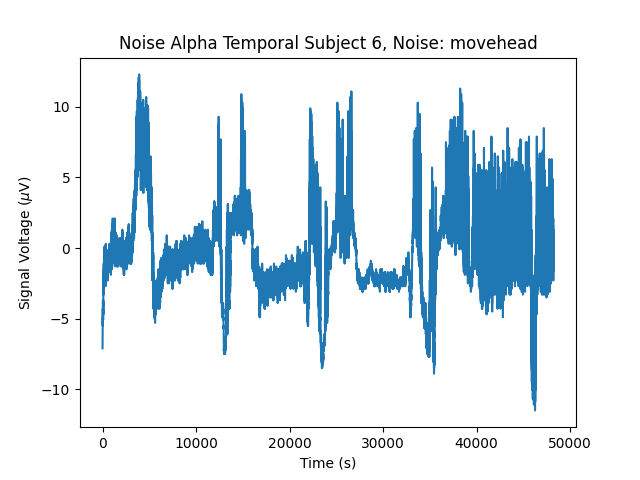 Noise Alpha Temporal Subject 6, Noise: movehead
Signal Voltage (μV)
10
5
0
−5
−10
0 10000 20000 30000 40000 50000
Time (s)